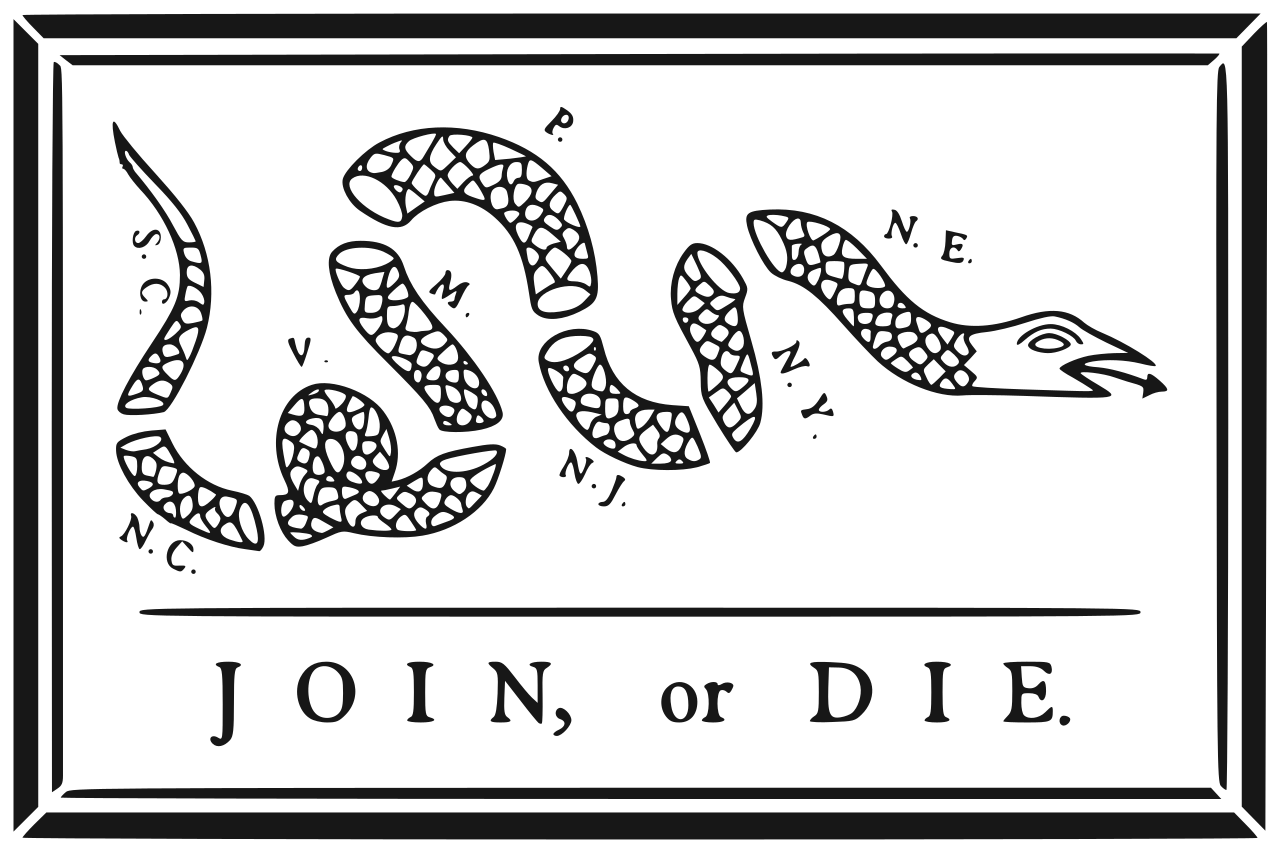 P.
N. E.
S. C.
M.
V.
N. Y.
N. J.
N. C.
JOIN, or DIE.